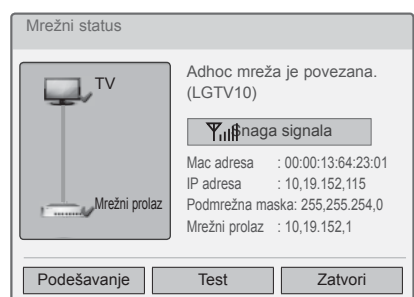 Mrežni status
TV
Mrežni prolaz
Adhoc mreža je povezana.
(LGTV10)
Snaga signala
Mac adresa : 00:00:13:64:23:01
IP adresa : 10,19.152,115
Podmrežna maska: 255,255.254,0
Mrežni prolaz : 10,19.152,1
Podešavanje
Test
Zatvori